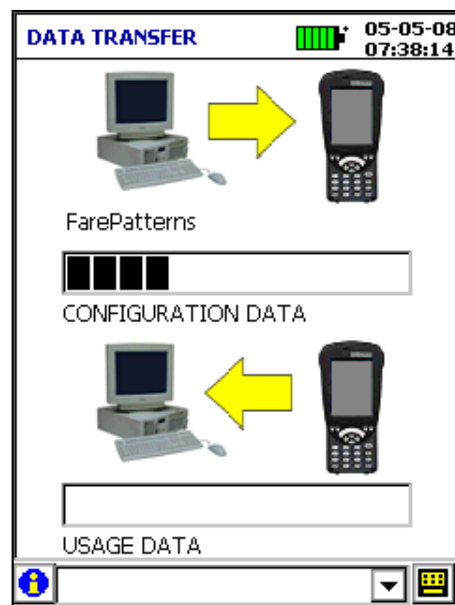 DATA TRANSFER
05-05-08
07:38:14
FarePatterns
CONFIGURATION DATA
USAGE DATA